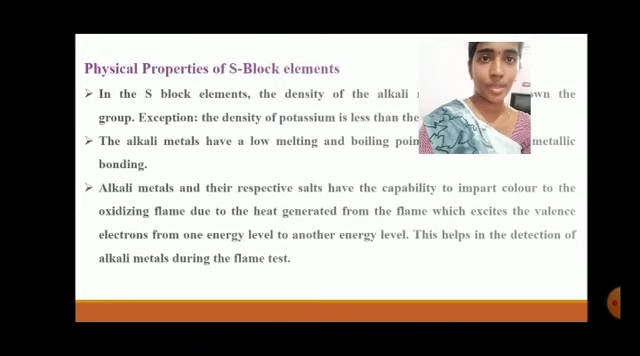 Physical Properties of S-Block elements
➢ In the S block elements, the density of the alkali own the
group. Exception: the density of potassium is less than the
➢ The alkali metals have a low melting and boiling poin metallic
bonding.
➢ Alkali metals and their respective salts have the capability to impart colour to the
oxidizing flame due to the heat generated from the flame which excites the valence
electrons from one energy level to another energy level. This helps in the detection of
alkali metals during the flame test.